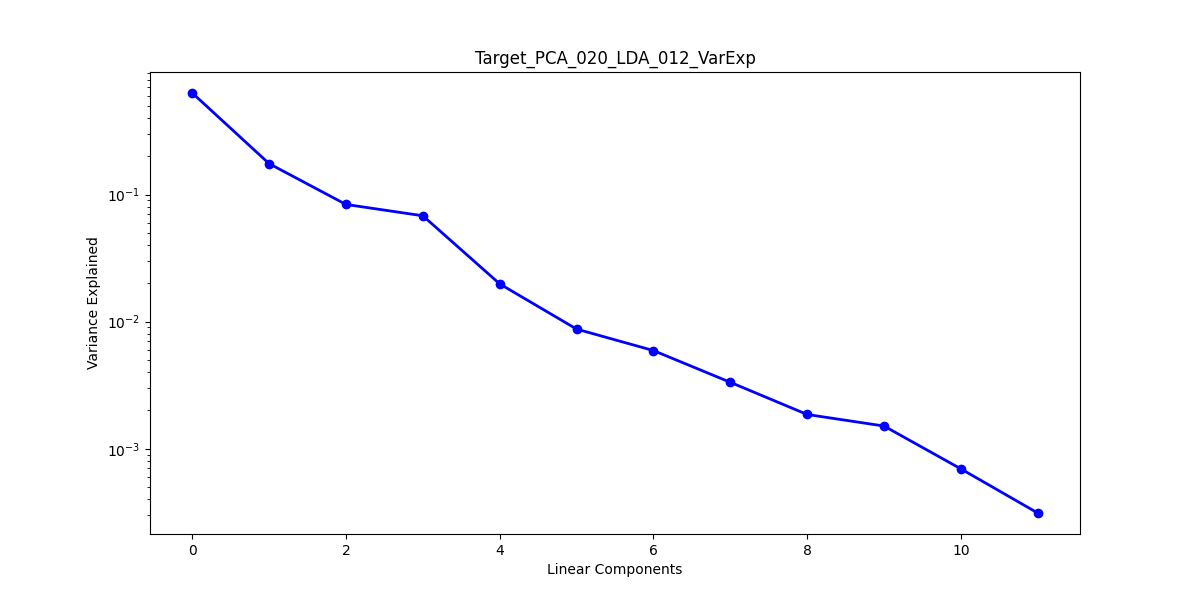 Target_PCA_020_LDA_012_VarExp
Variance Explained
10⁻¹
10⁻²
10⁻³
0 2 4 6 8 10
Linear Components